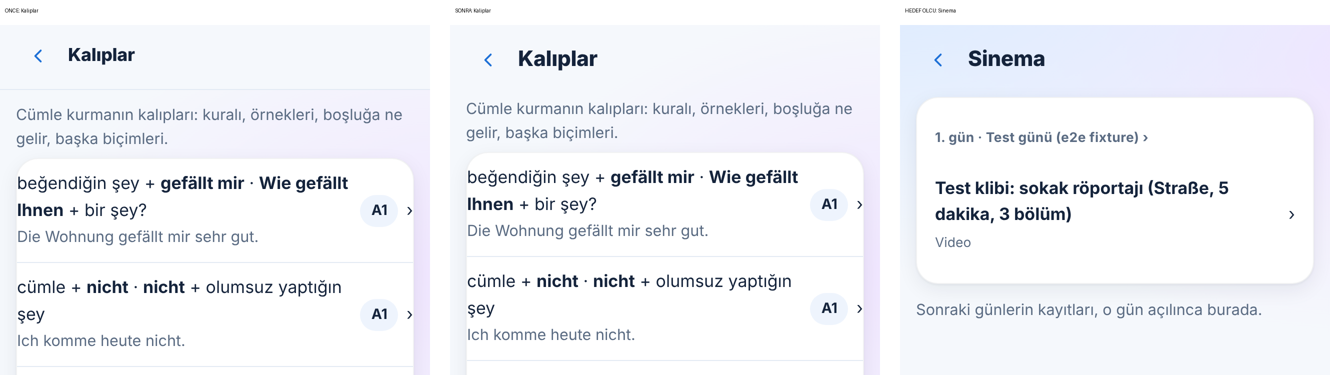 ÖNCE: Kalıplar
Kalıplar
Cümle kurmanın kalıpları: kuralı, örnekleri, boşluğa ne
gelir, başka biçimleri.
beğendiğin şey + gefällt mir · Wie gefällt
Ihnen + bir şey?
A1 ›
Die Wohnung gefällt mir sehr gut.
cümle + nicht · nicht + olumsuz yaptığın
şey
A1 ›
Ich komme heute nicht.
SONRA: Kalıplar
Kalıplar
Cümle kurmanın kalıpları: kuralı, örnekleri, boşluğa ne
gelir, başka biçimleri.
beğendiğin şey + gefällt mir · Wie gefällt
Ihnen + bir şey?
A1 ›
Die Wohnung gefällt mir sehr gut.
cümle + nicht · nicht + olumsuz yaptığın
şey
A1 ›
Ich komme heute nicht.
HEDEF OLCU: Sinema
Sinema
1. gün · Test günü (e2e fixture) ›
Test klibi: sokak röportajı (Straße, 5
dakika, 3 bölüm)
›
Video
Sonraki günlerin kayıtları, o gün açılınca burada.